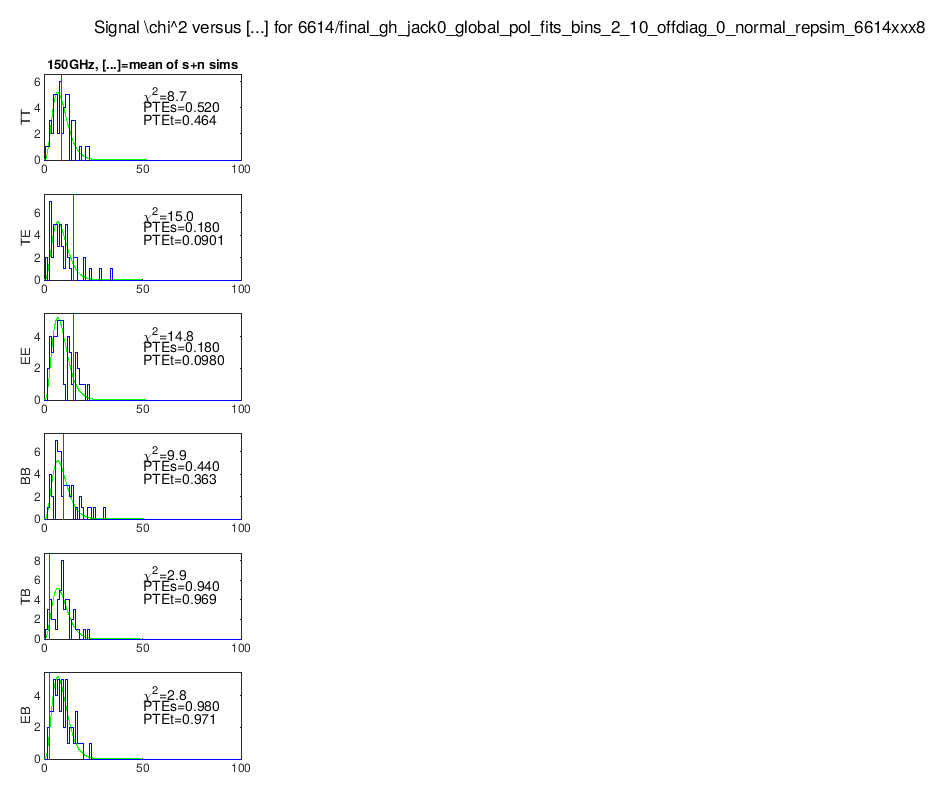 Signal \chi^2 versus [...] for 6614/final_gh_jack0_global_pol_fits_bins_2_10_offdiag_0_normal_repsim_6614xxx8
150GHz, [...]=mean of s+n sims
TT
6
4
2
0
χ2=8.7
PTEs=0.520
PTEt=0.464
0 50 100
TE
6
4
2
0
χ2=15.0
PTEs=0.180
PTEt=0.0901
0 50 100
EE
4
2
0
χ2=14.8
PTEs=0.180
PTEt=0.0980
0 50 100
BB
6
4
2
0
χ2=9.9
PTEs=0.440
PTEt=0.363
0 50 100
TB
8
6
4
2
0
χ2=2.9
PTEs=0.940
PTEt=0.969
0 50 100
EB
4
2
0
χ2=2.8
PTEs=0.980
PTEt=0.971
0 50 100